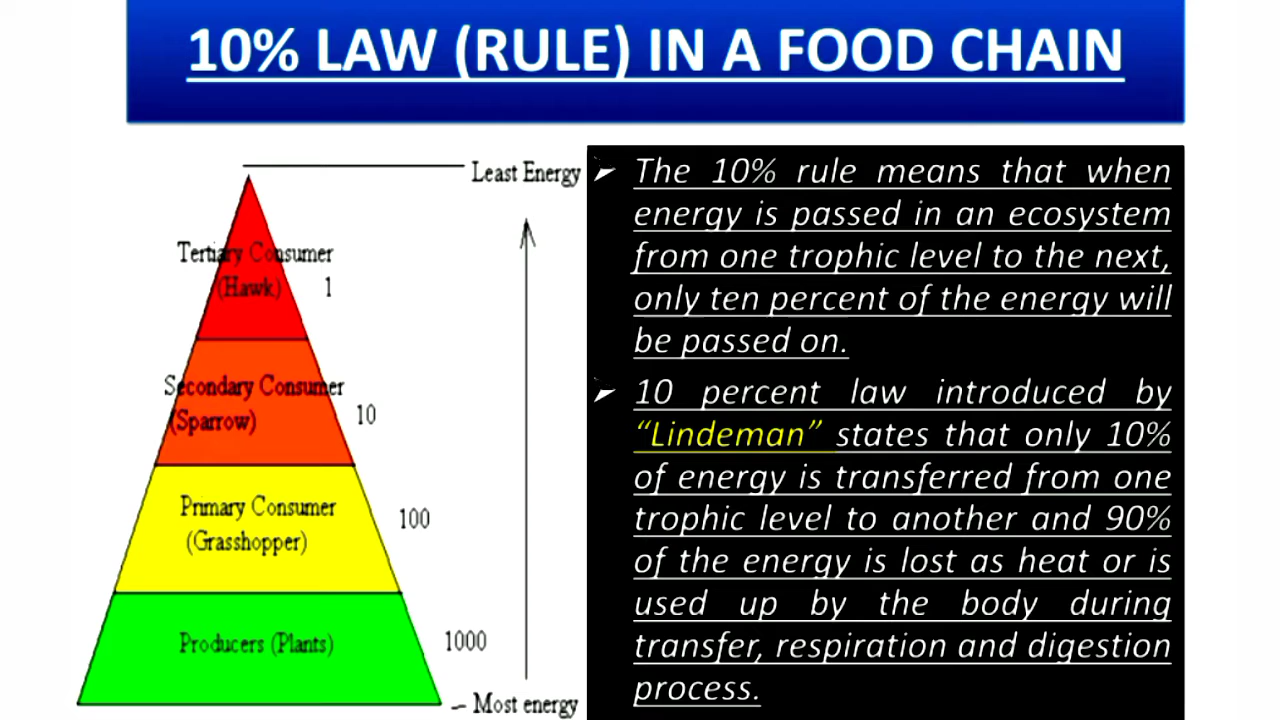 10% LAW (RULE) IN A FOOD CHAIN
Least Energy
Tertiary Consumer
(Hawk) 1
Secondary Consumer
(Sparrow)
10
Primary Consumer
(Grasshopper)
100
Producers (Plants)
1000
Most energy
The 10% rule means that when
energy is passed in an ecosystem
from one trophic level to the next,
only ten percent of the energy will
be passed on.
10 percent law introduced by
“Lindeman” states that only 10%
of energy is transferred from one
trophic level to another and 90%
of the energy is lost as heat or is
used up by the body during
transfer, respiration and digestion
process.